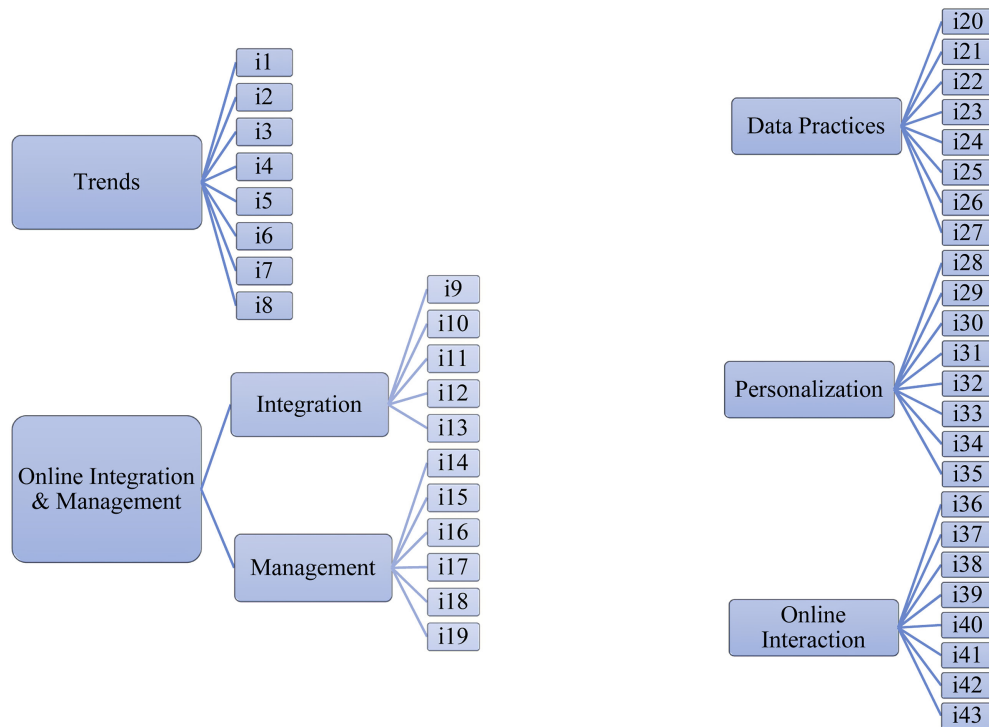 Trends
i1
i2
i3
i4
i5
i6
i7
i8
Online Integration
& Management
Integration
i9
i10
i11
i12
i13
Management
i14
i15
i16
i17
i18
i19
Data Practices
i20
i21
i22
i23
i24
i25
i26
i27
Personalization
i28
i29
i30
i31
i32
i33
i34
i35
Online
Interaction
i36
i37
i38
i39
i40
i41
i42
i43